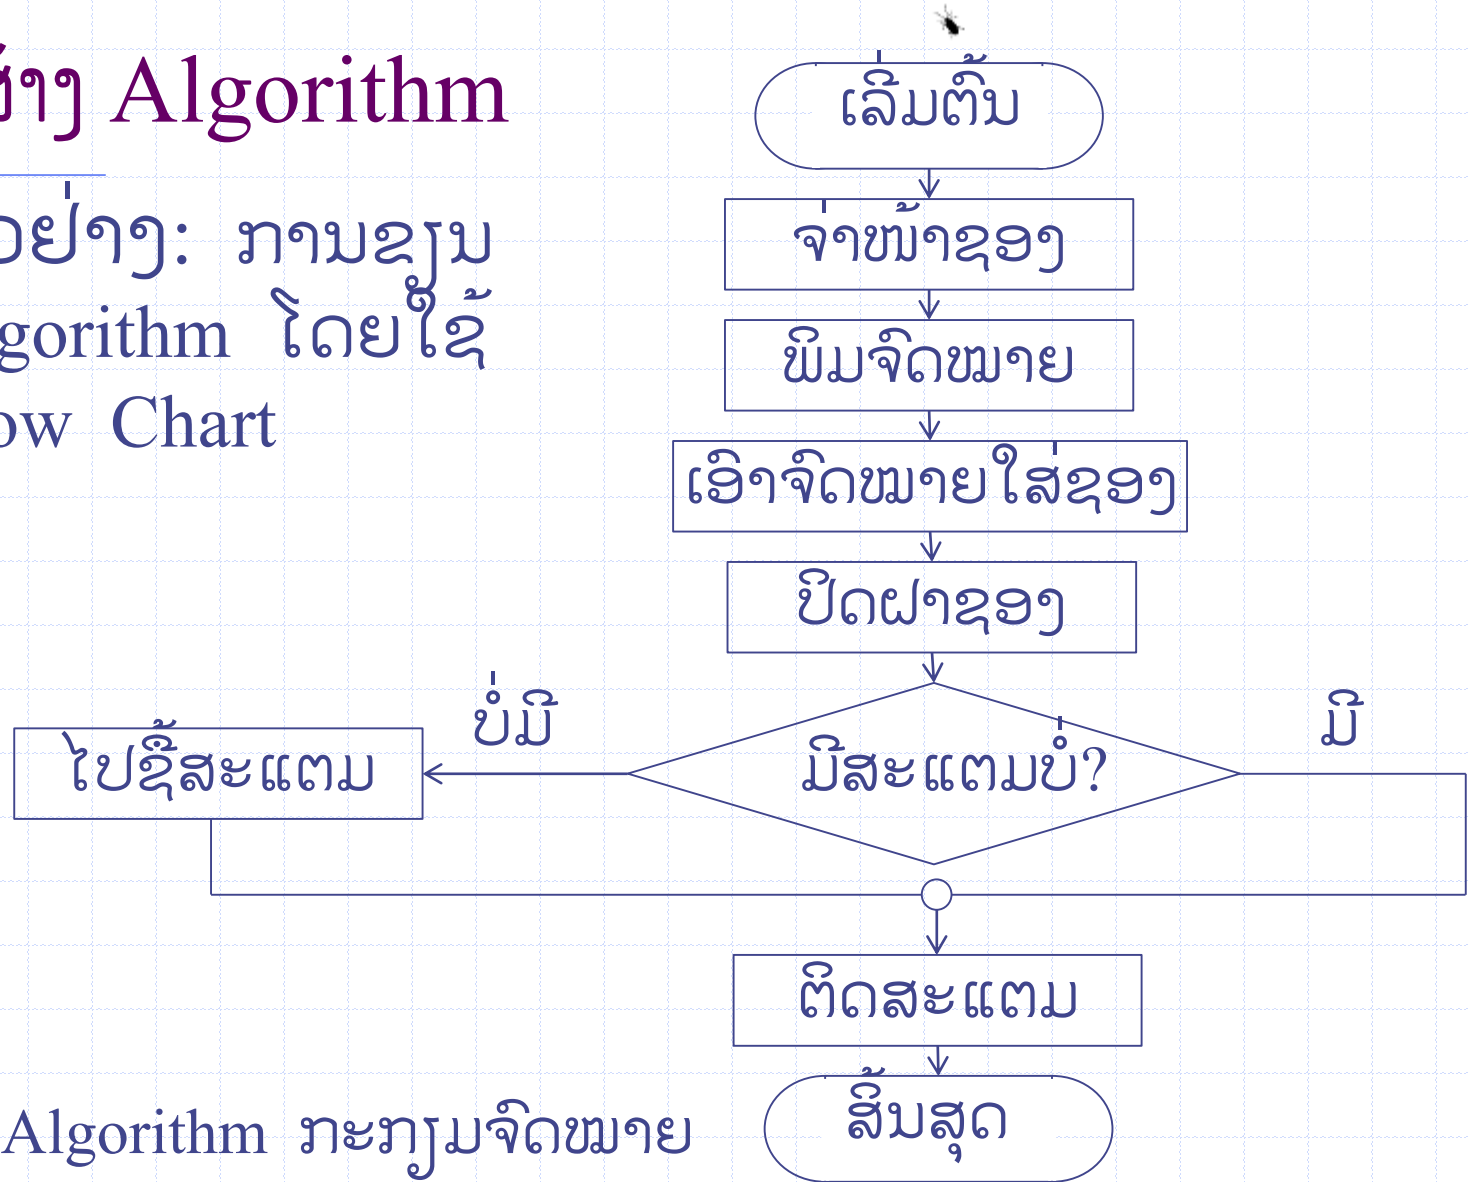 ສ້າງ Algorithm
ວຢ່າງ: ການຂຽນ
gorithm ໂດຍໃຊ້
ow Chart
ເລີ່ມຕົ້ນ
ຈ່າໜ້າຊອງ
ພິມຈົດໝາຍ
ເອົາຈົດໝາຍໃສ່ຊອງ
ປິດຝາຊອງ
ບໍ່ມີ
ມີ
ໄປຊື້ສະແຕມ
ມີສະແຕມບໍ່?
ຕິດສະແຕມ
ສິ້ນສຸດ
Algorithm ກະກຽມຈົດໝາຍ